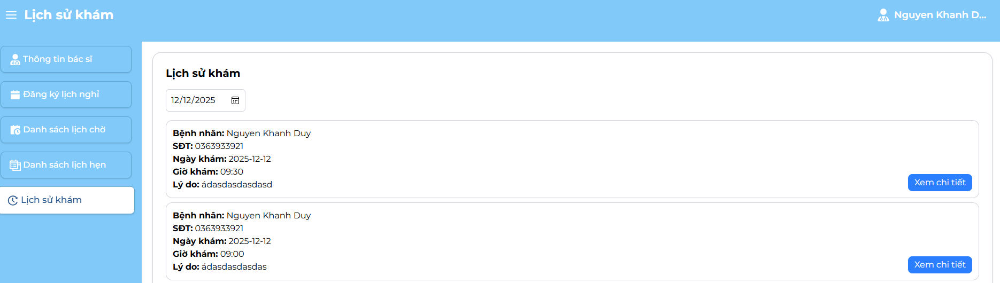 Lịch sử khám
Nguyen Khanh D...
Thông tin bác sĩ
Đăng ký lịch nghỉ
Danh sách lịch chờ
Danh sách lịch hẹn
Lịch sử khám
Lịch sử khám
12/12/2025
Bệnh nhân: Nguyen Khanh Duy
SĐT: 0363933921
Ngày khám: 2025-12-12
Giờ khám: 09:30
Lý do: ádasdasdasdasd
Xem chi tiết
Bệnh nhân: Nguyen Khanh Duy
SĐT: 0363933921
Ngày khám: 2025-12-12
Giờ khám: 09:00
Lý do: ádasdasdasdas
Xem chi tiết